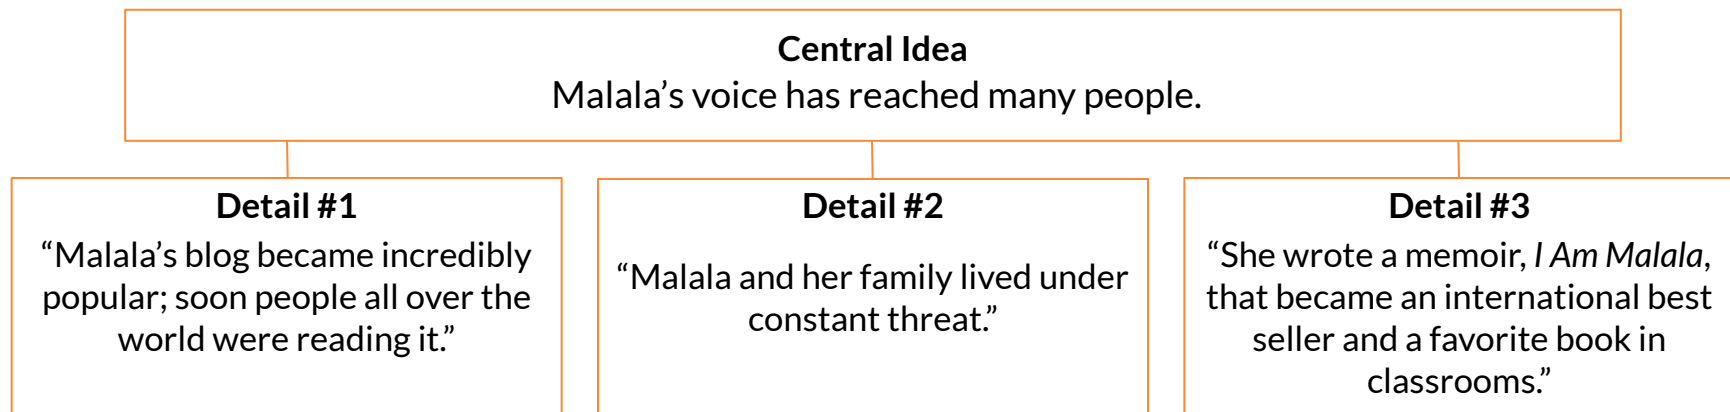 Central Idea
Malala’s voice has reached many people.
Detail #1
“Malala’s blog became incredibly
popular; soon people all over the
world were reading it.”
Detail #2
“Malala and her family lived under
constant threat.”
Detail #3
“She wrote a memoir, I Am Malala,
that became an international best
seller and a favorite book in
classrooms.”